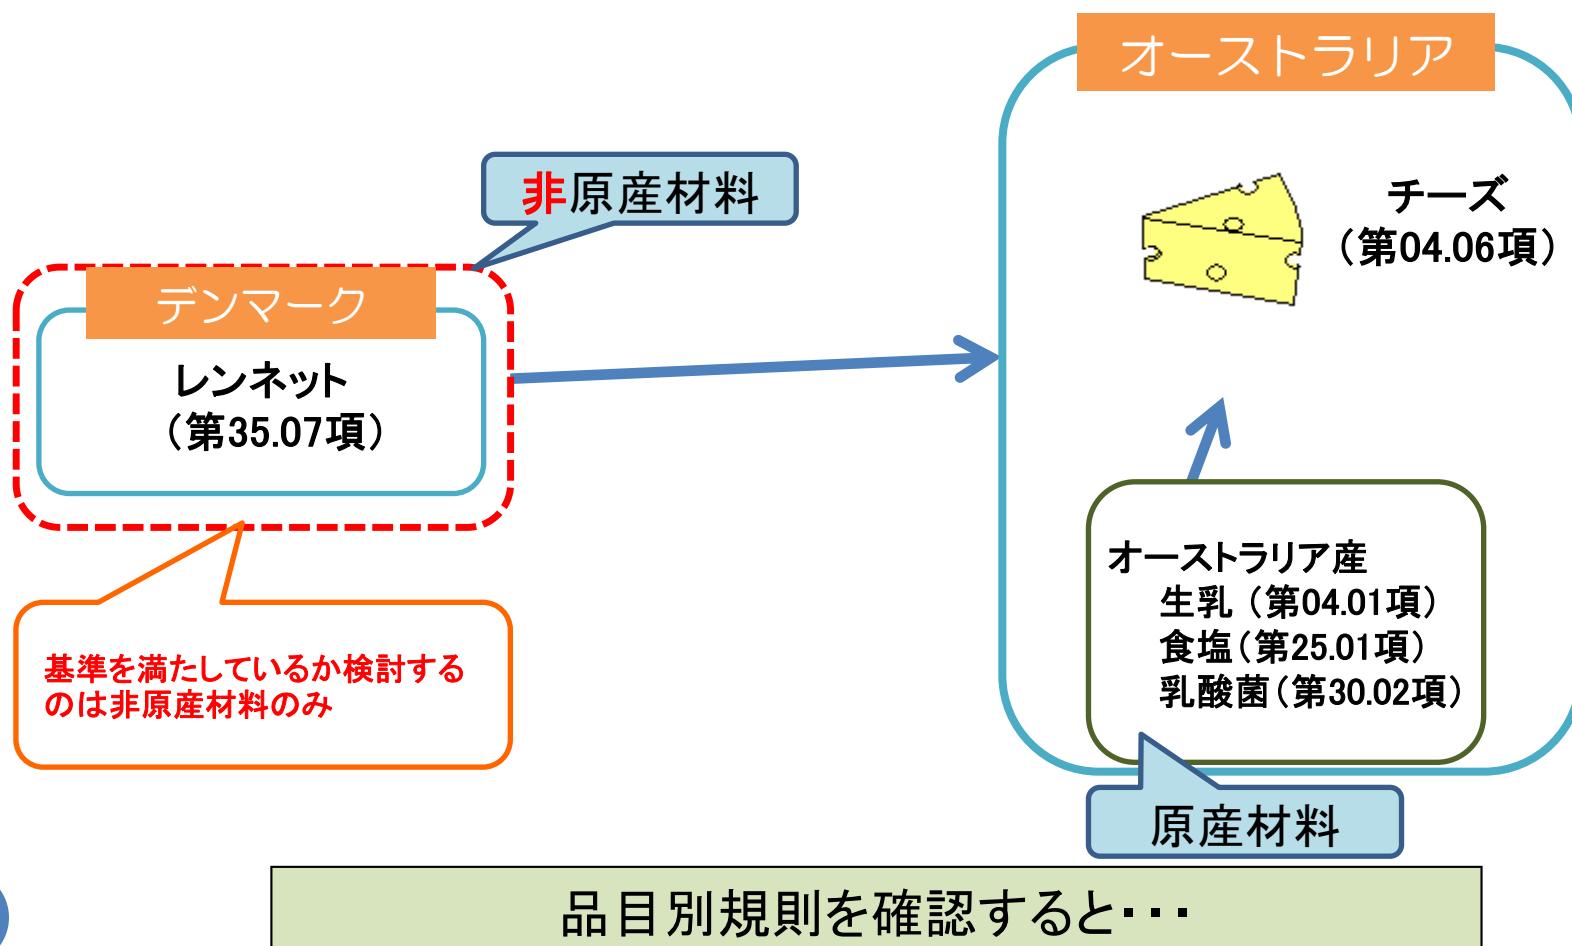 オーストラリア
非原産材料
チーズ
（第04.06項）
デンマーク
レンネット
（第35.07項）
オーストラリア産
生乳（第04.01項）
食塩（第25.01項）
乳酸菌（第30.02項）
基準を満たしているか検討する
のは非原産材料のみ
原産材料
品目別規則を確認すると・・・